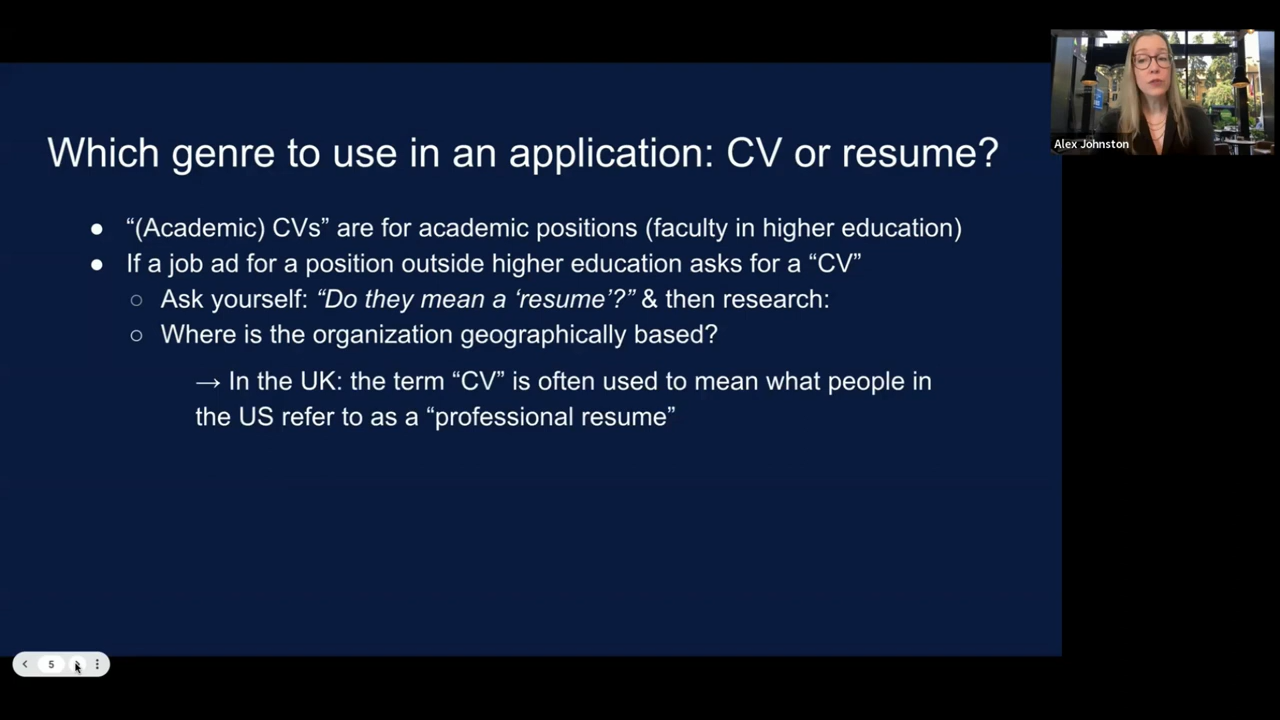 Which genre to use in an application: CV or resume?
● “(Academic) CVs” are for academic positions (faculty in higher education)
● If a job ad for a position outside higher education asks for a “CV”
○ Ask yourself: “Do they mean a ‘resume’?” & then research:
○ Where is the organization geographically based?
→ In the UK: the term “CV” is often used to mean what people in
the US refer to as a “professional resume”
Alex Johnston
5